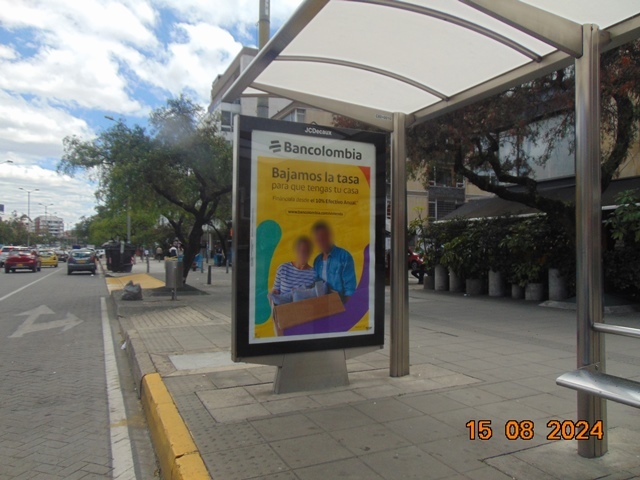 JCDecaux
Bancolombia
Bajamos la tasa
para que tengas tu casa
15 08 2024